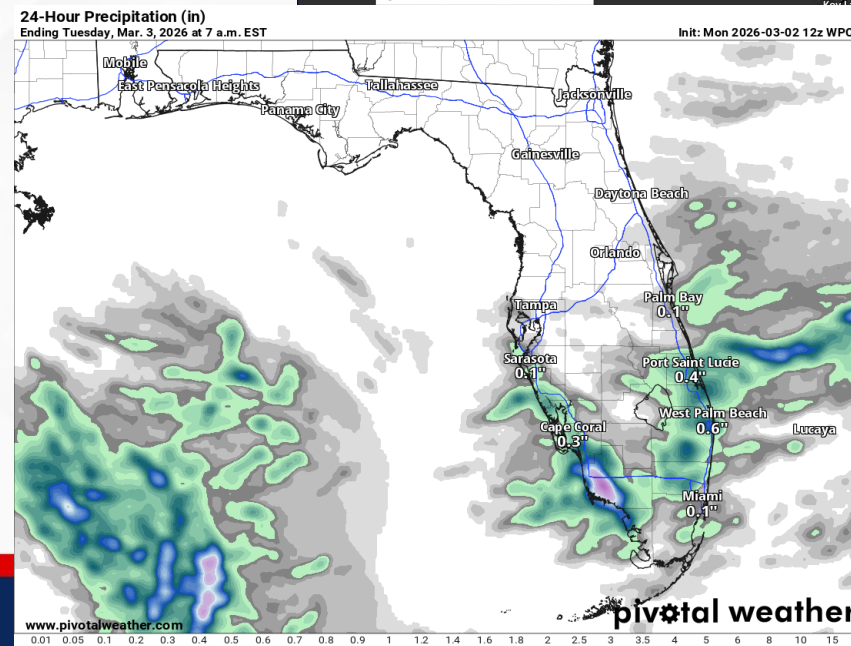 24-Hour Precipitation (in)
Ending Tuesday, Mar. 3, 2026 at 7 a.m. EST
Init: Mon 2026-03-02 12z WPC
Mobile
East Pensacola Heights
Tallahassee
Jacksonville
Panama City
Gainesville
Daytona Beach
Orlando
Palm Bay
0.1"
Tampa
Sarasota
0.1"
Port Saint Lucie
0.4"
West Palm Beach
0.6"
Cape Coral
0.3"
Lucaya
Miami
0.1"
pivotal weather
www.pivotalweather.com
0.01 0.05 0.1 0.2 0.3 0.4 0.5 0.6 0.7 0.8 0.9 1 1.2 1.4 1.6 1.8 2 2.5 3 3.5 4 5 6 8 10 15